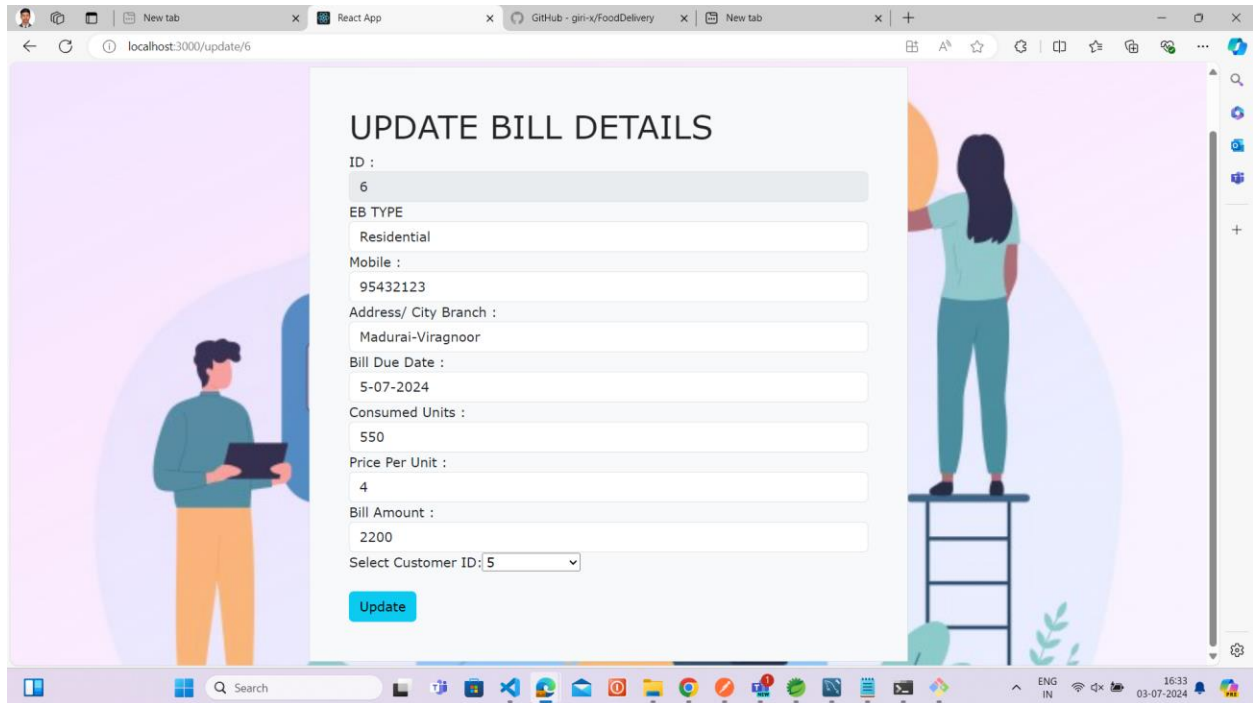 New tab
React App
GitHub - giri-x/FoodDelivery
New tab
localhost:3000/update/6
UPDATE BILL DETAILS
ID :
6
EB TYPE
Residential
Mobile :
95432123
Address/ City Branch :
Madurai-Viragnoor
Bill Due Date :
5-07-2024
Consumed Units :
550
Price Per Unit :
4
Bill Amount :
2200
Select Customer ID: 5
Update
Search
ENG
IN
16:33
03-07-2024